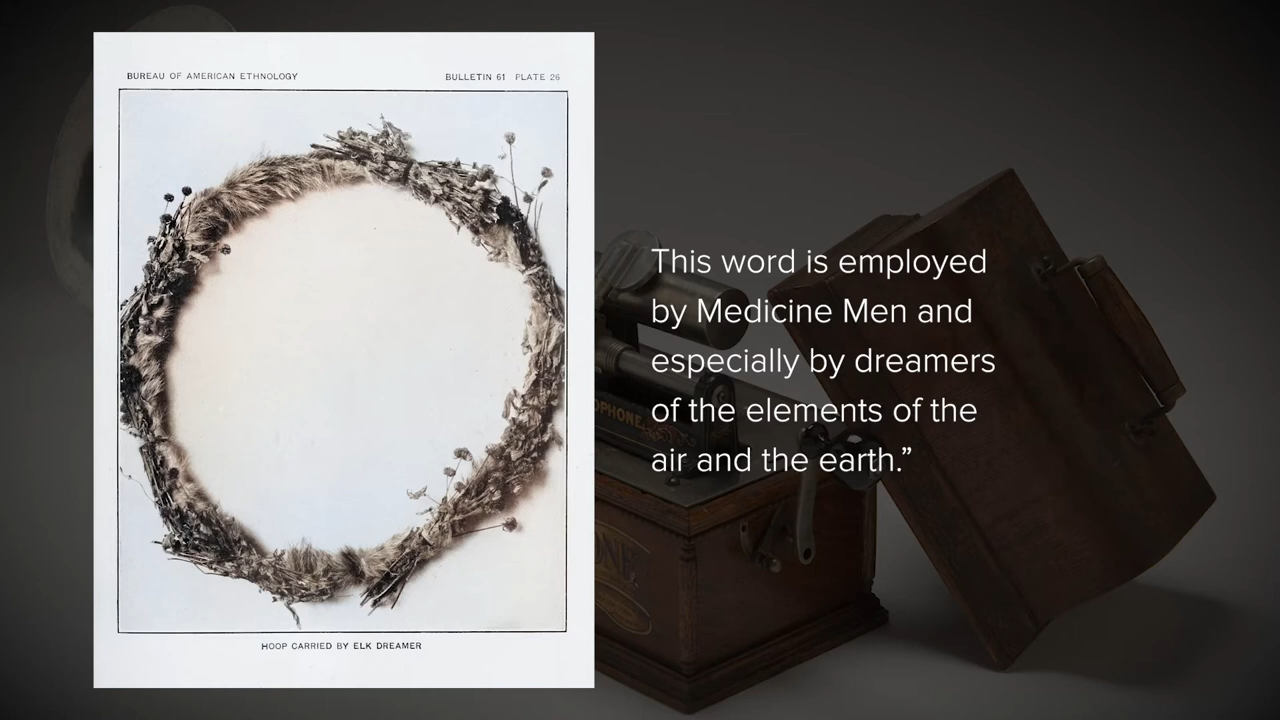 BUREAU OF AMERICAN ETHNOLOGY
BULLETIN 61 PLATE 26
HOOP CARRIED BY ELK DREAMER
This word is employed
by Medicine Men and
especially by dreamers
of the elements of the
air and the earth.”